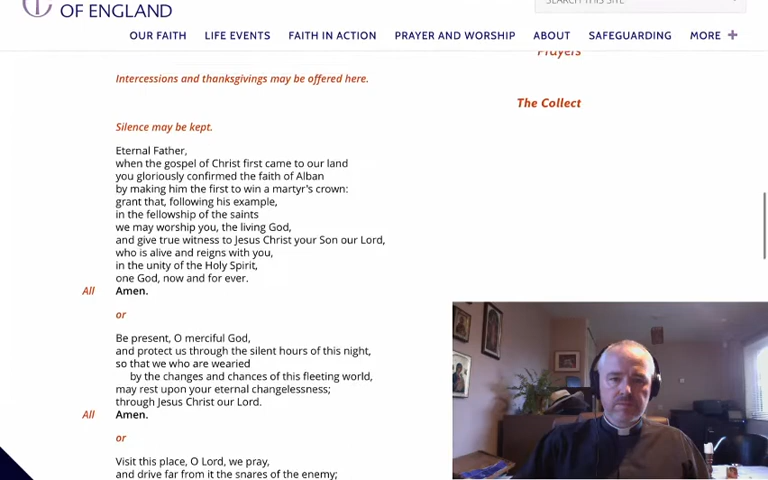 OF ENGLAND
SEARCH THIS SITE
OUR FAITH LIFE EVENTS FAITH IN ACTION PRAYER AND WORSHIP ABOUT SAFEGUARDING MORE +
Prayers
Intercessions and thanksgivings may be offered here.
The Collect
Silence may be kept.
Eternal Father,
when the gospel of Christ first came to our land
you gloriously confirmed the faith of Alban
by making him the first to win a martyr's crown:
grant that, following his example,
in the fellowship of the saints
we may worship you, the living God,
and give true witness to Jesus Christ your Son our Lord,
who is alive and reigns with you,
in the unity of the Holy Spirit,
one God, now and for ever.
All Amen.
or
Be present, O merciful God,
and protect us through the silent hours of this night,
so that we who are wearied
by the changes and chances of this fleeting world,
may rest upon your eternal changelessness;
through Jesus Christ our Lord.
All Amen.
or
Visit this place, O Lord, we pray,
and drive far from it the snares of the enemy;